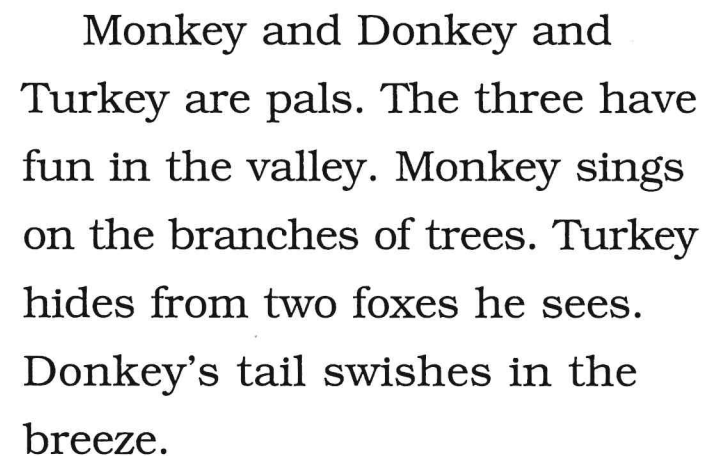 Monkey and Donkey and
Turkey are pals. The three have
fun in the valley. Monkey sings
on the branches of trees. Turkey
hides from two foxes he sees.
Donkey’s tail swishes in the
breeze.